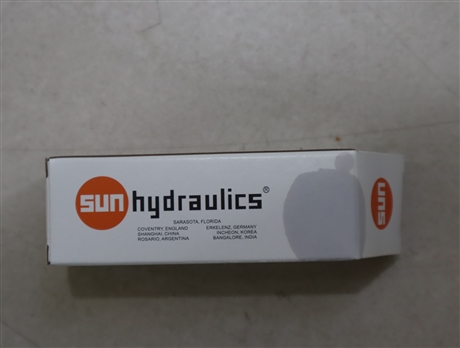 sun hydraulics®
SARASOTA, FLORIDA
COVENTRY, ENGLAND ERKELENZ, GERMANY
SHANGHAI, CHINA INCHEON, KOREA
ROSARIO, ARGENTINA BANGALORE, INDIA
sun